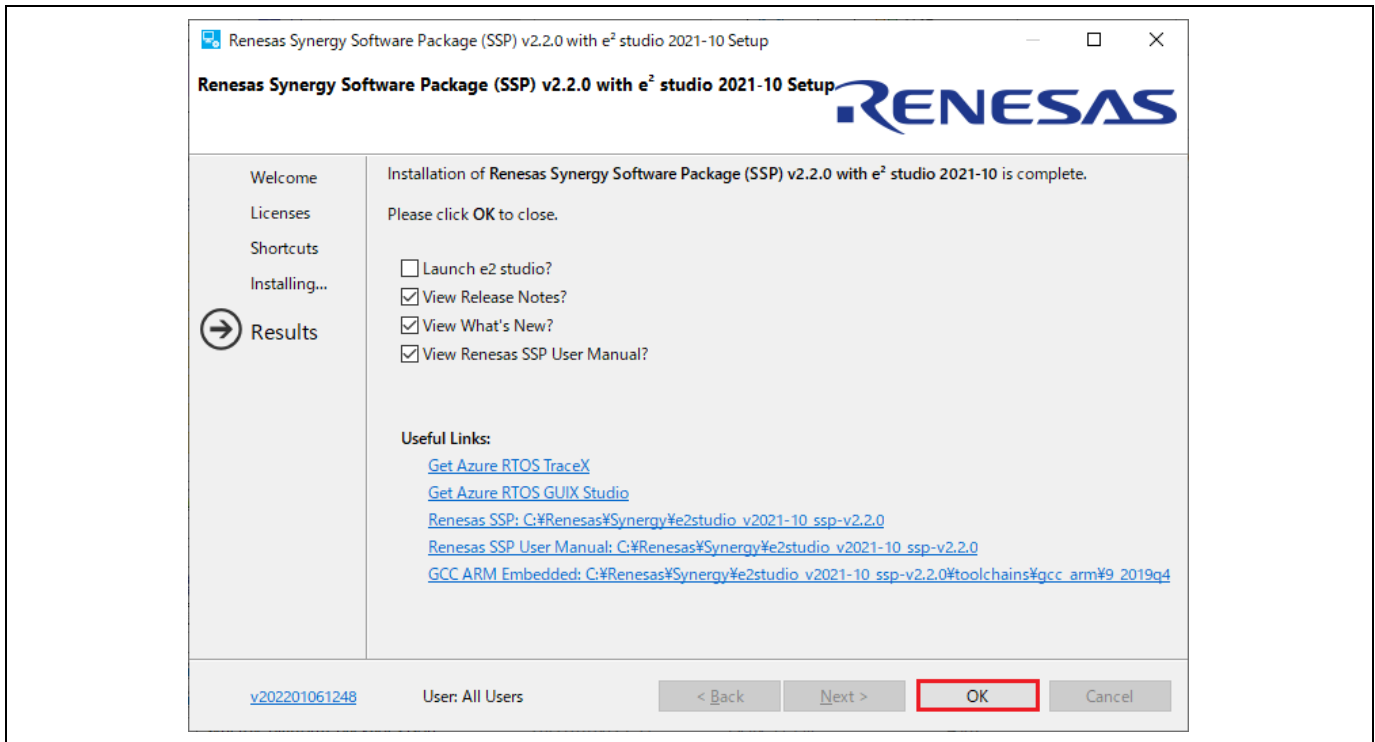 Renesas Synergy Software Package (SSP) v2.2.0 with e² studio 2021-10 Setup
Renesas Synergy Software Package (SSP) v2.2.0 with e² studio 2021-10 Setup
RENESAS
Welcome
Licenses
Shortcuts
Installing...
Results
Installation of Renesas Synergy Software Package (SSP) v2.2.0 with e² studio 2021-10 is complete.
Please click OK to close.
Launch e2 studio?
View Release Notes?
View What's New?
View Renesas SSP User Manual?
Useful Links:
Get Azure RTOS TraceX
Get Azure RTOS GUIX Studio
Renesas SSP: C:¥Renesas¥Synergy¥e2studio_v2021-10_ssp-v2.2.0
Renesas SSP User Manual: C:¥Renesas¥Synergy¥e2studio_v2021-10_ssp-v2.2.0
GCC ARM Embedded: C:¥Renesas¥Synergy¥e2studio_v2021-10_ssp-v2.2.0¥toolchains¥gcc_arm¥9_2019q4
v202201061248
User: All Users
< Back
Next >
OK
Cancel